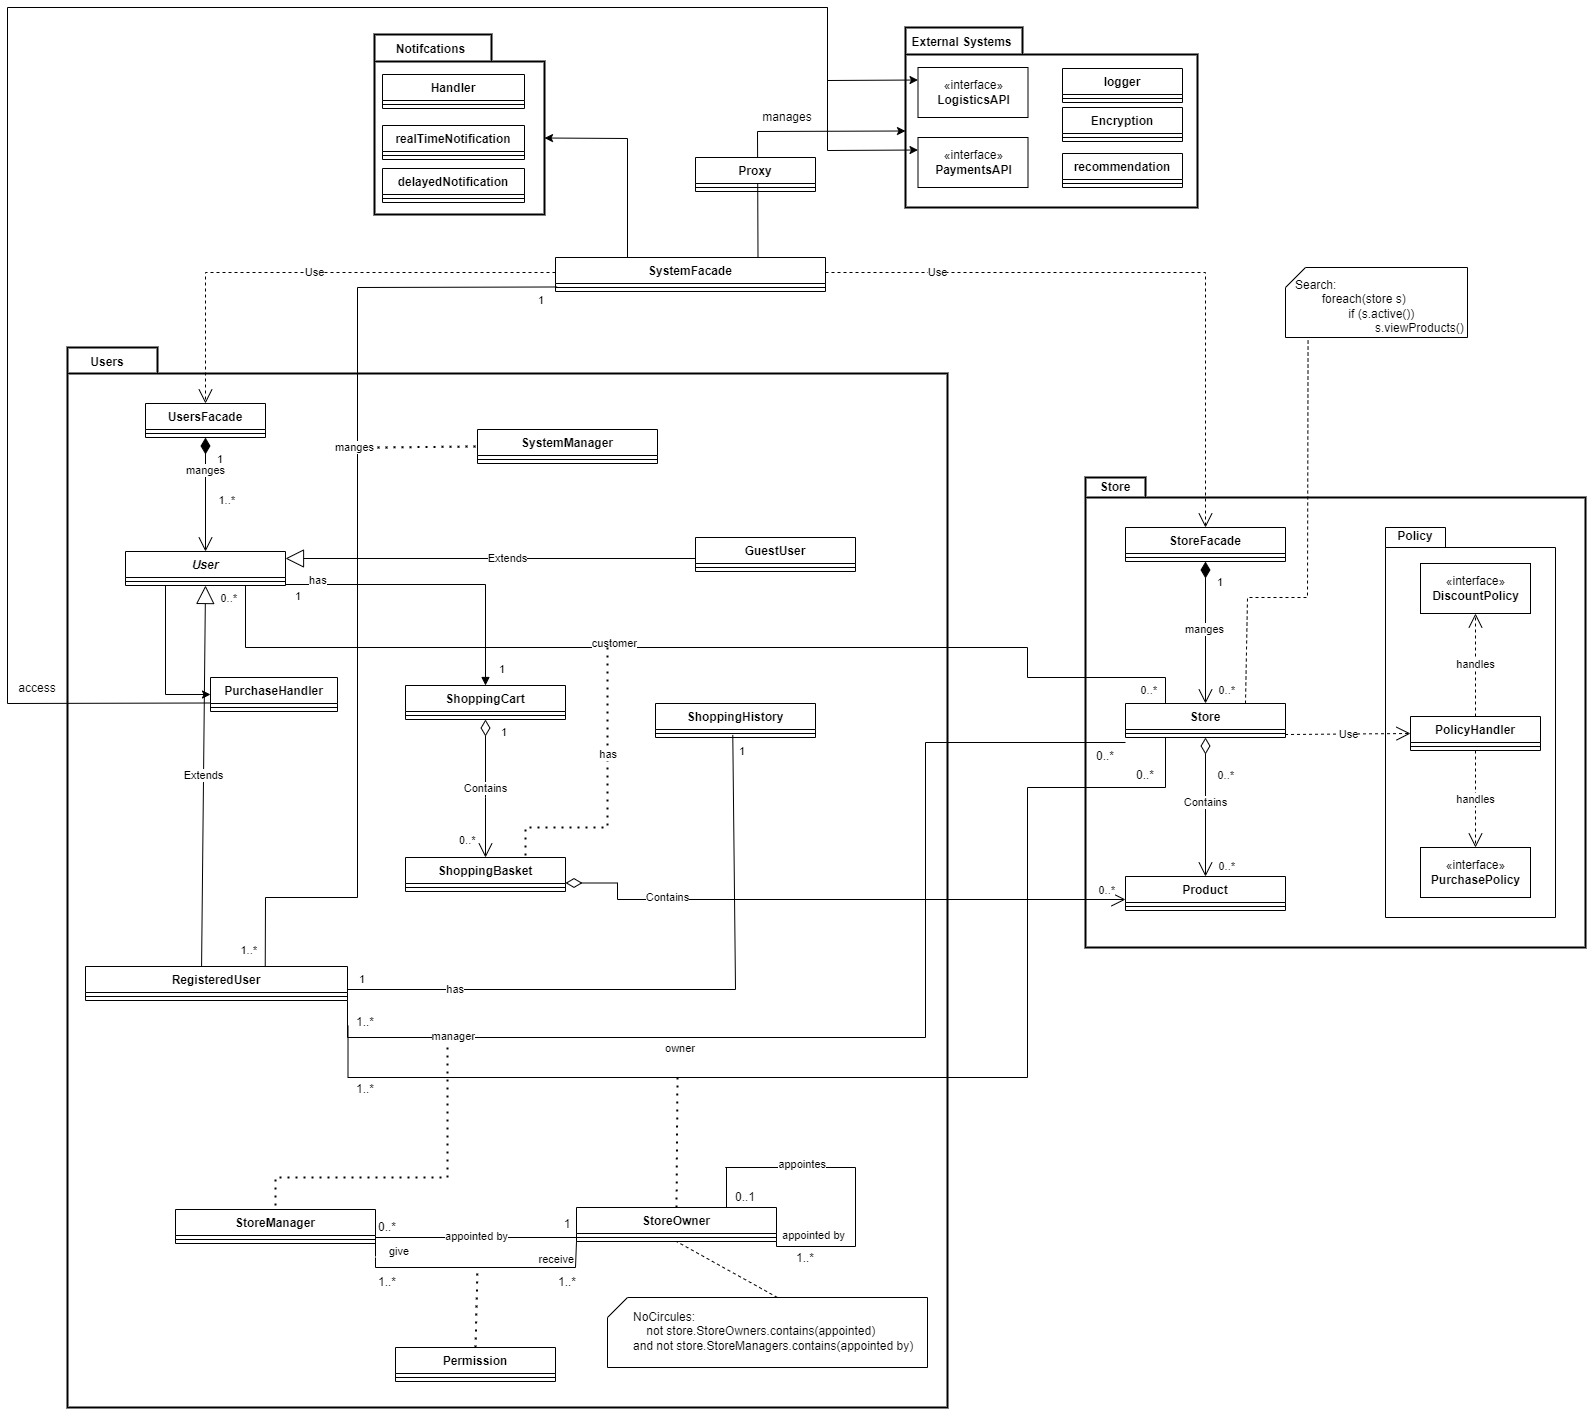 Notifcations
Handler
realTimeNotification
delayedNotification
External Systems
«interface»
LogisticsAPI
«interface»
PaymentsAPI
logger
Encryption
recommendation
manages
Proxy
SystemFacade
Use
Use
1
Search:
foreach(store s)
if (s.active())
s.viewProducts()
Users
UsersFacade
1
manges
1..*
manges
SystemManager
User
Extends
GuestUser
has
1
0..*
customer
access
PurchaseHandler
1
ShoppingCart
1
ShoppingHistory
1
has
Extends
Contains
0..*
ShoppingBasket
Contains
0..*
1..*
RegisteredUser
1
has
1..*
manager
owner
1..*
Store
StoreFacade
1
manges
0..*
0..*
Store
0..*
0..*
0..*
Contains
0..*
Product
Use
Policy
«interface»
DiscountPolicy
handles
PolicyHandler
handles
«interface»
PurchasePolicy
appointes
0..1
StoreManager
0..*
appointed by
1
StoreOwner
appointed by
1..*
give
receive
1..*
1..*
Permission
NoCircules:
not store.StoreOwners.contains(appointed)
and not store.StoreManagers.contains(appointed by)